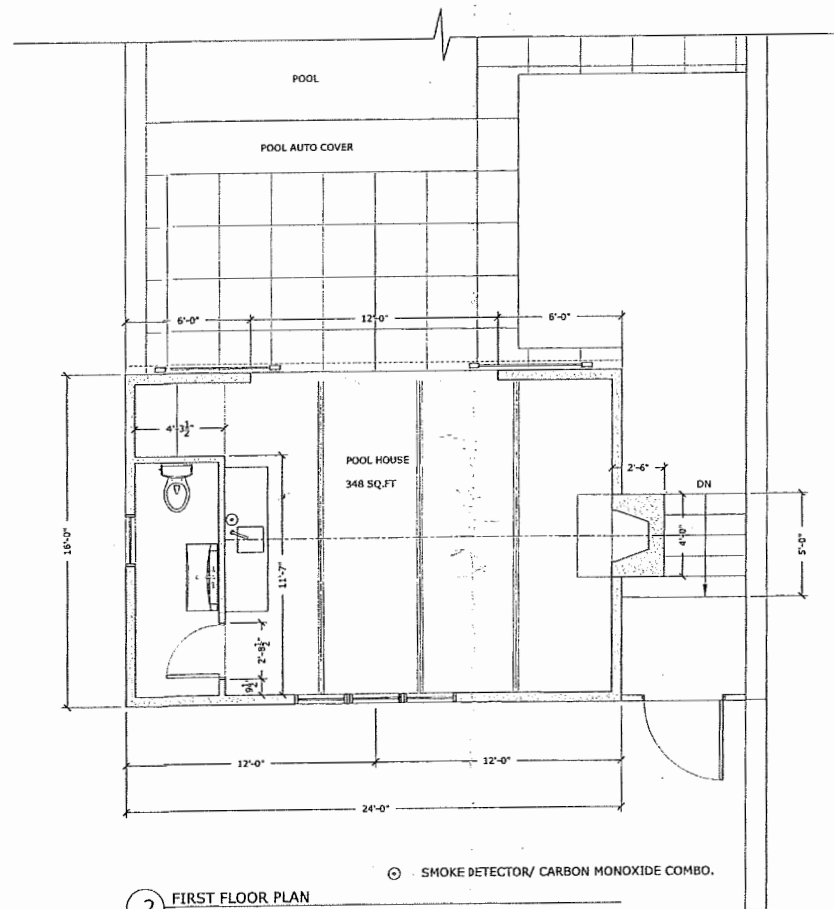 POOL
POOL AUTO COVER
6'-0"
12'-0"
6'-0"
4'-3½"
POOL HOUSE
348 SQ.FT
2'-6"
DN
16'-0"
11'-7"
4'-0"
5'-0"
2'-8½"
9½"
12'-0"
12'-0"
24'-0"
SMOKE DETECTOR/ CARBON MONOXIDE COMBO.
2
FIRST FLOOR PLAN